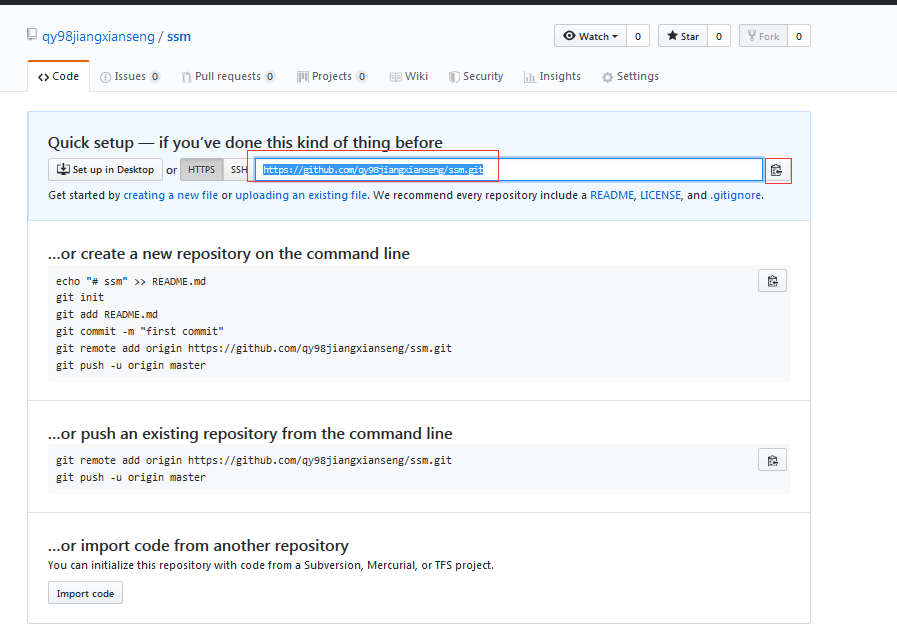 qy98jiangxianseng / ssm
Watch 0 Star 0 Fork 0
Code Issues 0 Pull requests 0 Projects 0 Wiki Security Insights Settings
Quick setup — if you've done this kind of thing before
Set up in Desktop or HTTPS SSH https://github.com/qy98jiangxianseng/ssm.git
Get started by creating a new file or uploading an existing file. We recommend every repository include a README, LICENSE, and .gitignore.
...or create a new repository on the command line
echo "# ssm" >> README.md
git init
git add README.md
git commit -m "first commit"
git remote add origin https://github.com/qy98jiangxianseng/ssm.git
git push -u origin master
...or push an existing repository from the command line
git remote add origin https://github.com/qy98jiangxianseng/ssm.git
git push -u origin master
...or import code from another repository
You can initialize this repository with code from a Subversion, Mercurial, or TFS project.
Import code